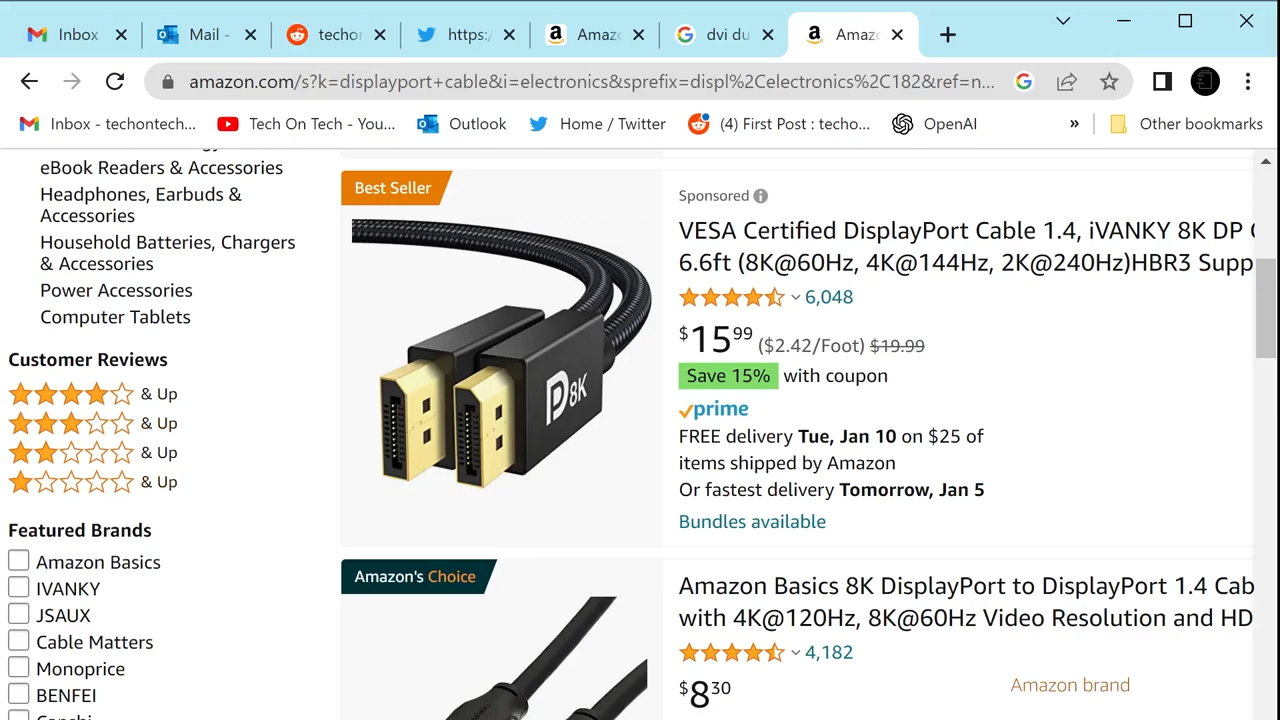 Inbox
Mail -
techor
https:/
Amaz
dvi du
Amaz
amazon.com/s?k=displayport+cable&i=electronics&sprefix=displ%2Celectronics%2C182&ref=n...
Inbox - techontech...
Tech On Tech - You...
Outlook
Home / Twitter
(4) First Post : techo...
OpenAI
»
Other bookmarks
eBook Readers & Accessories
Headphones, Earbuds &
Accessories
Household Batteries, Chargers
& Accessories
Power Accessories
Computer Tablets
Customer Reviews
& Up
& Up
& Up
& Up
Featured Brands
Amazon Basics
IVANKY
JSAUX
Cable Matters
Monoprice
BENFEI
Best Seller
8K
Sponsored
VESA Certified DisplayPort Cable 1.4, iVANKY 8K DP
6.6ft (8K@60Hz, 4K@144Hz, 2K@240Hz)HBR3 Supp
6,048
$15.99 ($2.42/Foot) $19.99
Save 15% with coupon
prime
FREE delivery Tue, Jan 10 on $25 of
items shipped by Amazon
Or fastest delivery Tomorrow, Jan 5
Bundles available
Amazon's Choice
Amazon Basics 8K DisplayPort to DisplayPort 1.4 Cab
with 4K@120Hz, 8K@60Hz Video Resolution and HD
4,182
$8.30
Amazon brand